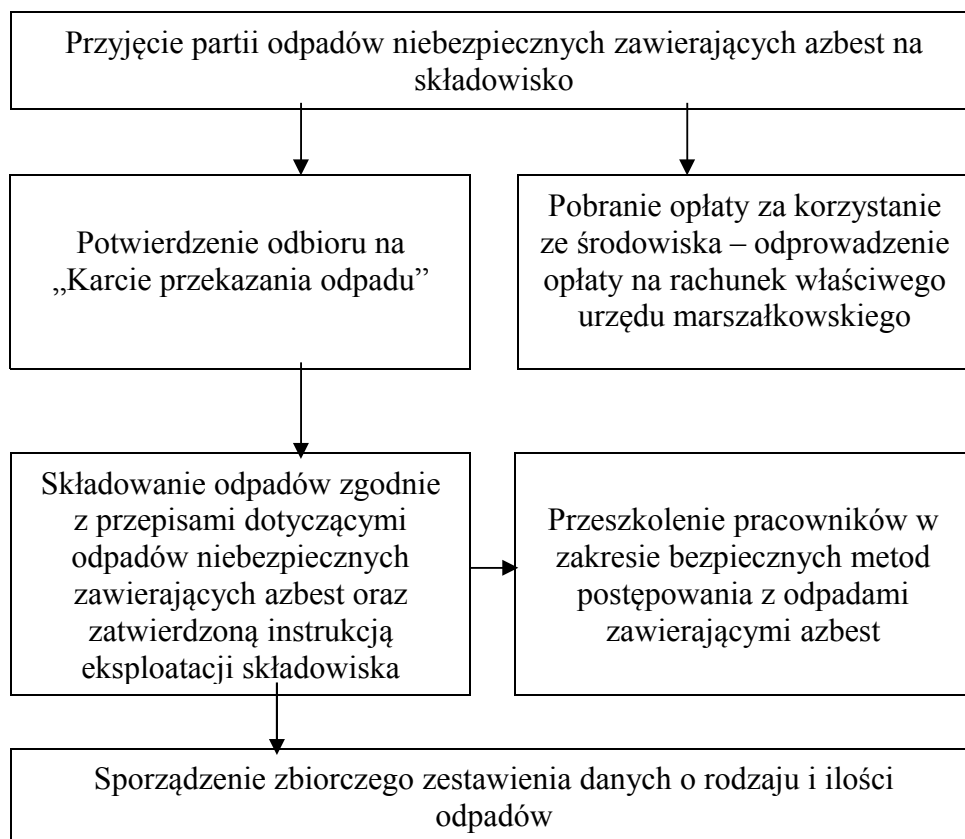 Przyjęcie partii odpadów niebezpiecznych zawierających azbest na
składowisko
Potwierdzenie odbioru na
„Karcie przekazania odpadu”
Pobranie opłaty za korzystanie
ze środowiska – odprowadzenie
opłaty na rachunek właściwego
urzędu marszałkowskiego
Składowanie odpadów zgodnie
z przepisami dotyczącymi
odpadów niebezpiecznych
zawierających azbest oraz
zatwierdzoną instrukcją
eksploatacji składowiska
Przeszkolenie pracowników w
zakresie bezpiecznych metod
postępowania z odpadami
zawierającymi azbest
Sporządzenie zbiorczego zestawienia danych o rodzaju i ilości
odpadów